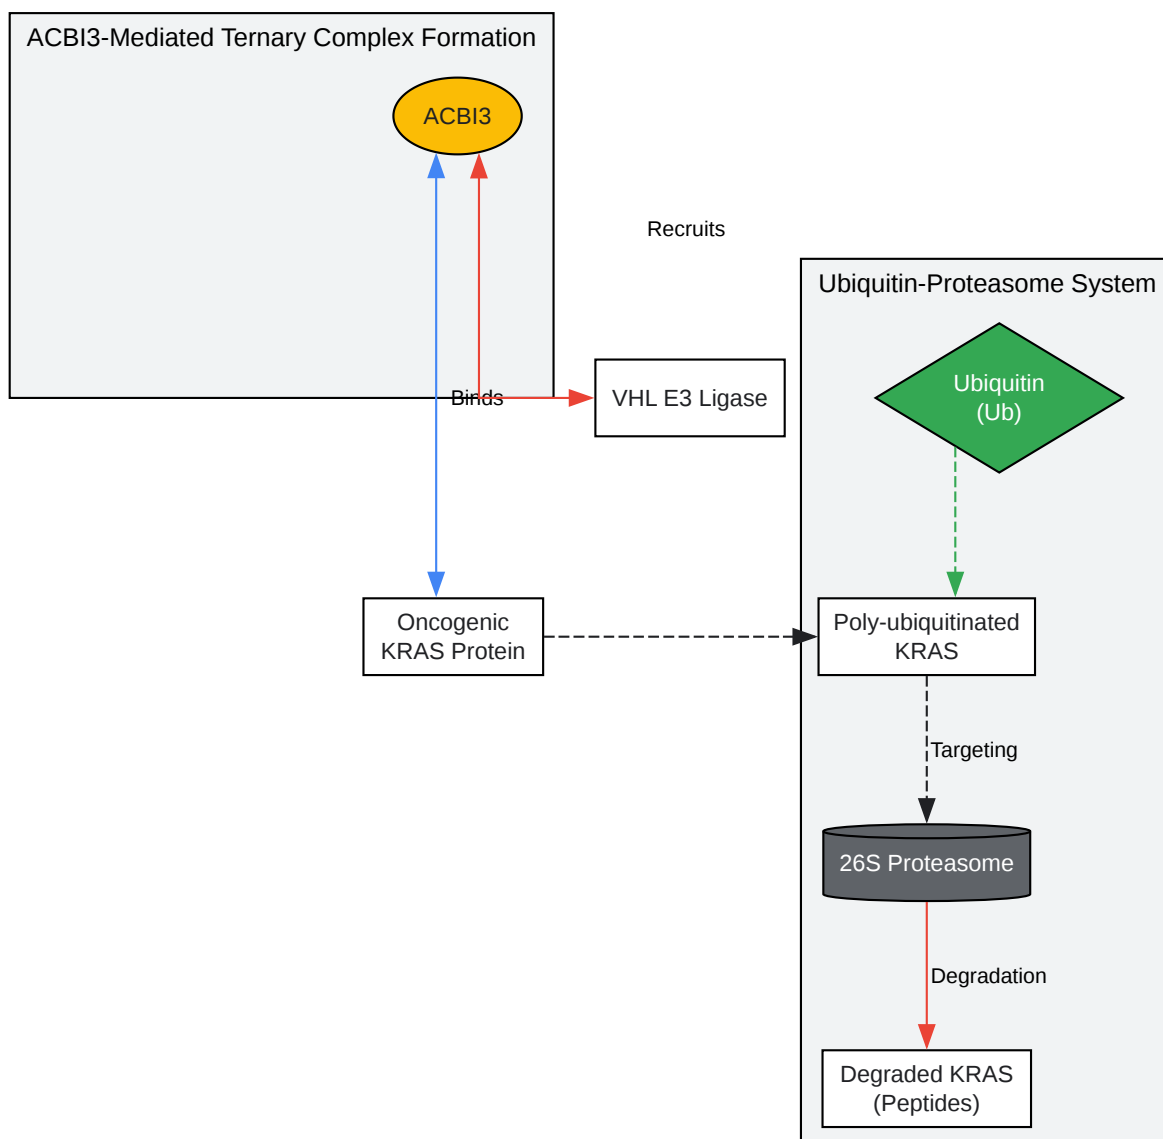 ACBI3-Mediated Ternary Complex Formation
ACBI3
Recruits
Ubiquitin-Proteasome System
Binds
VHL E3 Ligase
Ubiquitin
(Ub)
Oncogenic
KRAS Protein
Poly-ubiquitinated
KRAS
Targeting
26S Proteasome
Degradation
Degraded KRAS
(Peptides)